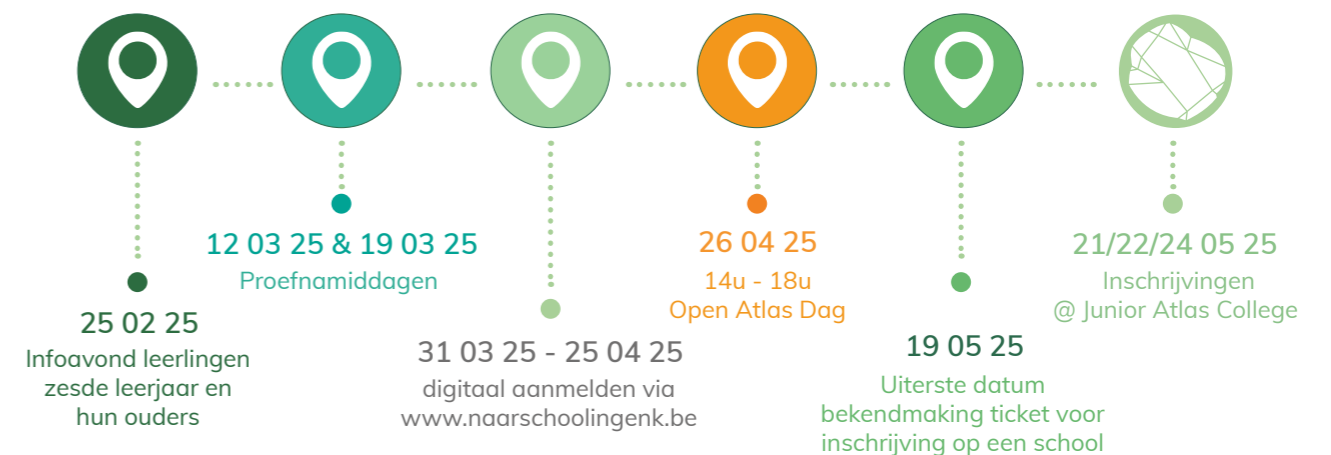 25 02 25
Infoavond leerlingen
zesde leerjaar en
hun ouders
12 03 25 & 19 03 25
Proefnamiddagen
31 03 25 - 25 04 25
digitaal aanmelden via
www.naarschoolingenk.be
26 04 25
14u - 18u
Open Atlas Dag
19 05 25
Uiterste datum
bekendmaking ticket voor
inschrijving op een school
21/22/24 05 25
Inschrijvingen
@ Junior Atlas College